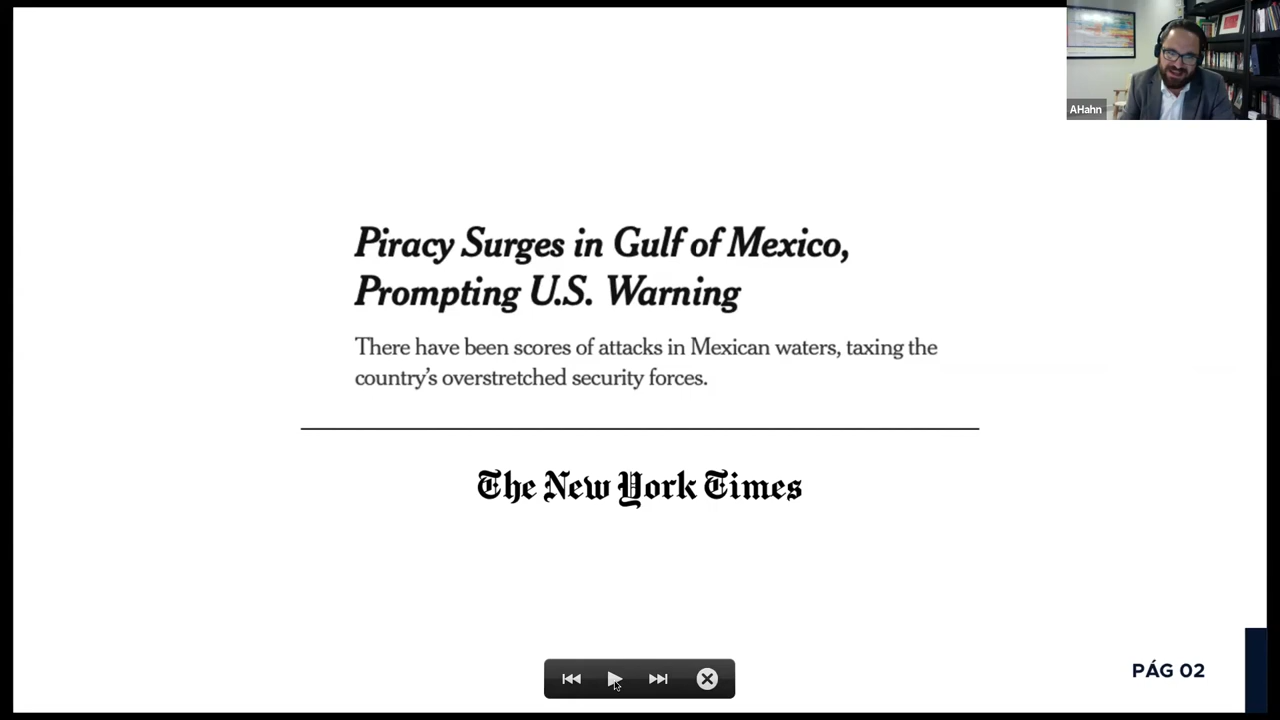 AHahn
Piracy Surges in Gulf of Mexico,
Prompting U.S. Warning
There have been scores of attacks in Mexican waters, taxing the
country’s overstretched security forces.
The New York Times
PÁG 02